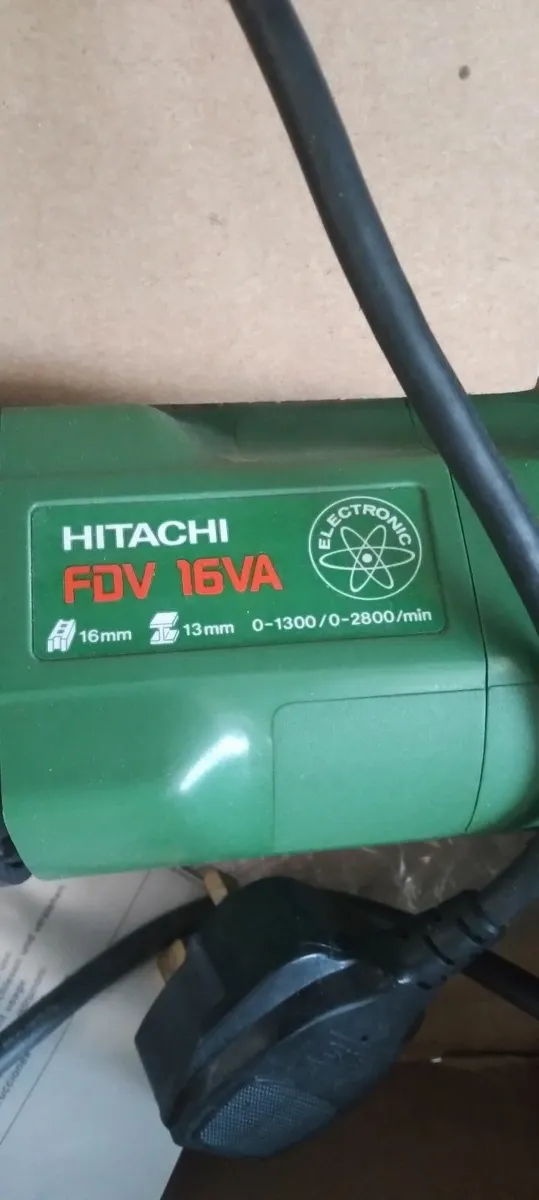 HITACHI
FDV 16VA
ELECTRONIC
16mm 13mm 0-1300/0-2800/min